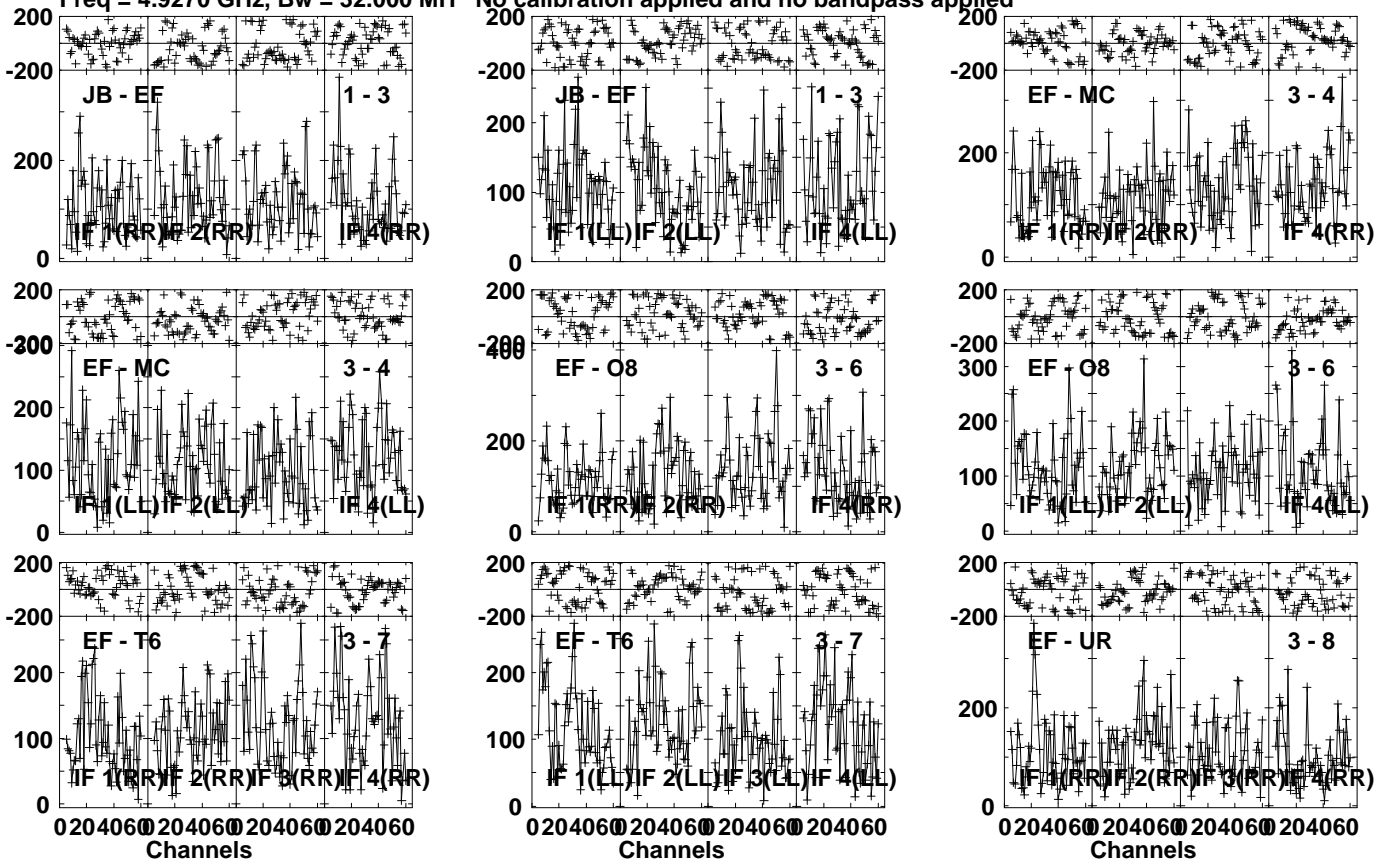 Freq = 4.9270 GHz, Bw = 32.000 MH No calibration applied and no bandpass applied
200 200 200
-200 -200 -200
JB - EF 1 - 3 JB - EF 1 - 3 EF - MC 3 - 4
200 200 200
100
IF 1(RR) IF 2(RR) IF 4(RR) IF 1(LL) IF 2(LL) IF 4(LL) IF 1(RR) IF 2(RR) IF 4(RR)
0 0 0
200 200 200
-200 -200 -200
300 400
EF - MC 3 - 4 EF - O8 3 - 6 EF - O8 3 - 6
300
200 200 200
100 100
IF 1(LL) IF 2(LL) IF 4(LL) IF 1(RR) IF 2(RR) IF 4(RR) IF 1(LL) IF 2(LL) IF 4(LL)
0 0 0
200 200 200
-200 -200 -200
EF - T6 3 - 7 EF - T6 3 - 7 EF - UR 3 - 8
200 200 200
100 100
IF 1(RR) IF 2(RR) IF 3(RR) IF 4(RR) IF 1(LL) IF 2(LL) IF 3(LL) IF 4(LL) IF 1(RR) IF 2(RR) IF 3(RR) IF 4(RR)
0 0 0
0 20 40 60 0 20 40 60 0 20 40 60 0 20 40 60 0 20 40 60 0 20 40 60 0 20 40 60 0 20 40 60 0 20 40 60 0 20 40 60 0 20 40 60 0 20 40 60
Channels Channels Channels